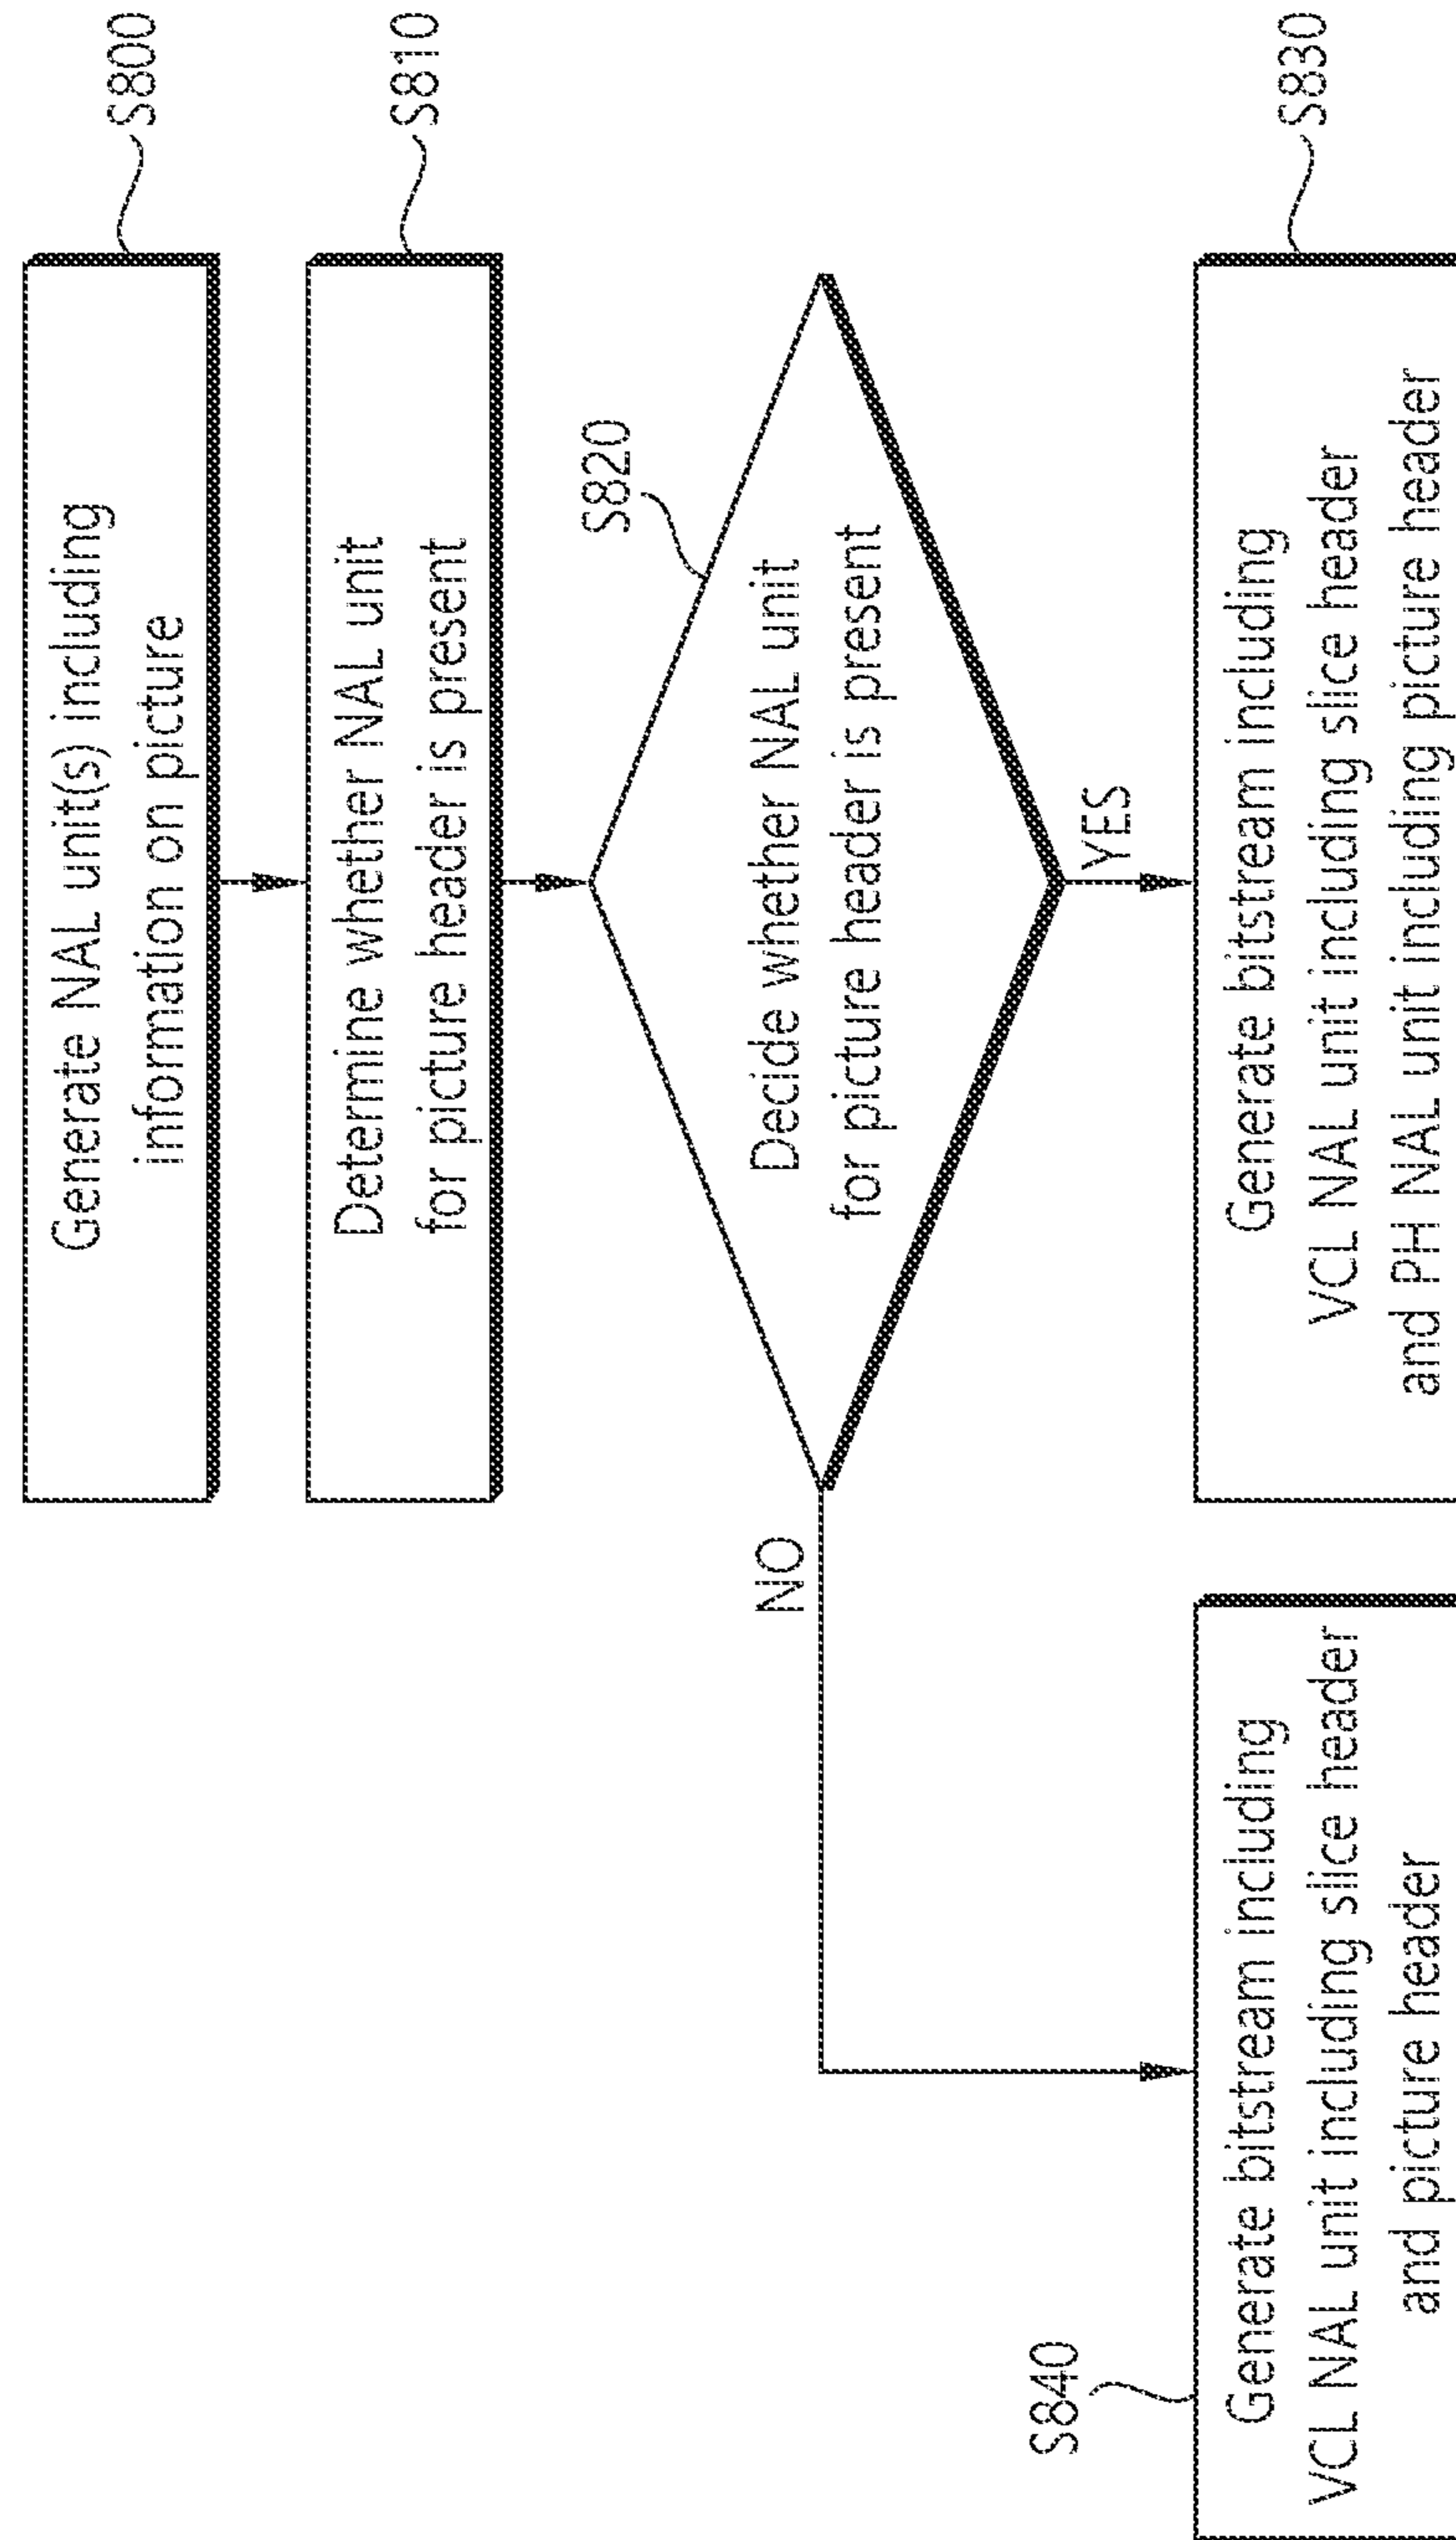 Generate NAL unit(s) including
information on picture
S800
Determine whether NAL unit
for picture header is present
S810
S820
Decide whether NAL unit
for picture header is present
NO
YES
S840
Generate bitstream including
VCL NAL unit including slice header
and picture header
Generate bitstream including
VCL NAL unit including slice header
and PH NAL unit including picture header
S830